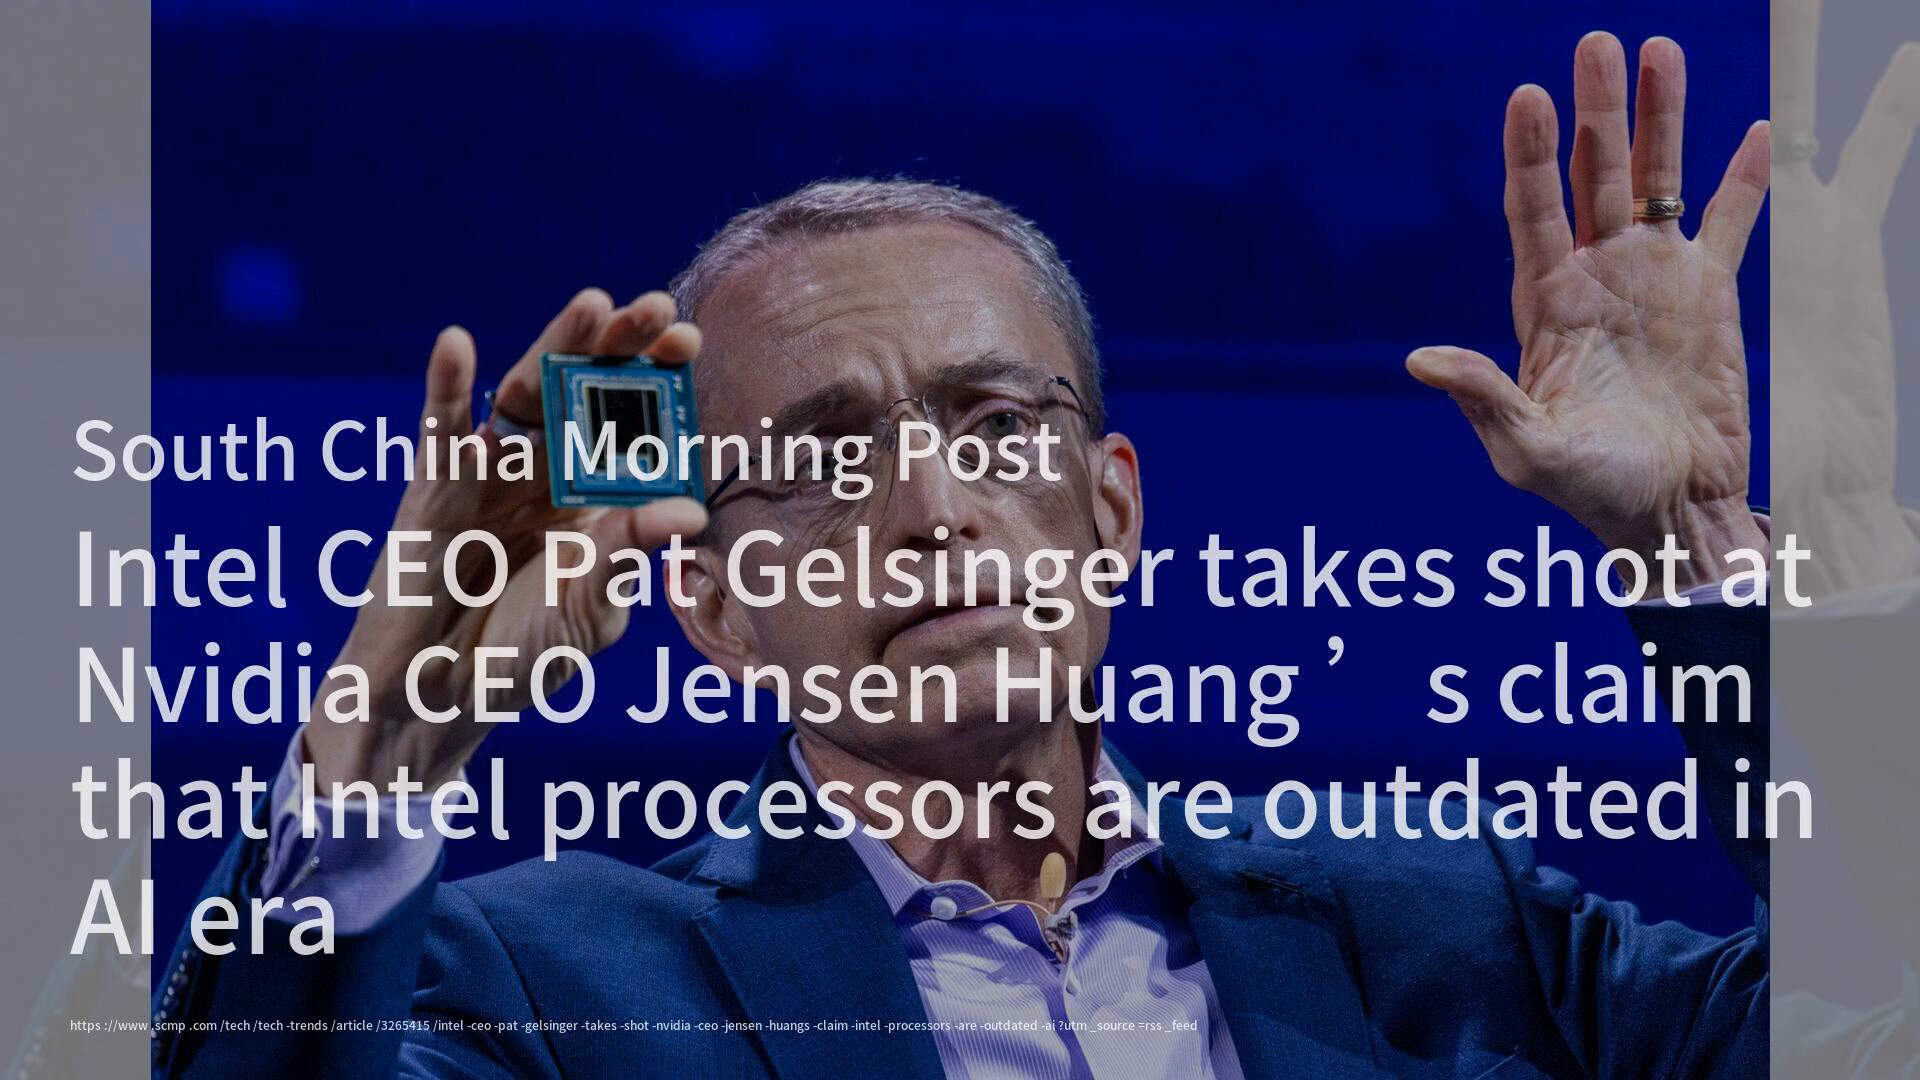 South China Morning Post
Intel CEO Pat Gelsinger takes shot at
Nvidia CEO Jensen Huang’s claim
that Intel processors are outdated in
AI era
https://www.scmp.com/tech/tech-trends/article/3265415/intel-ceo-pat-gelsinger-takes-shot-nvidia-ceo-jensen-huangs-claim-intel-processors-are-outdated-ai?utm_source=rss_feed